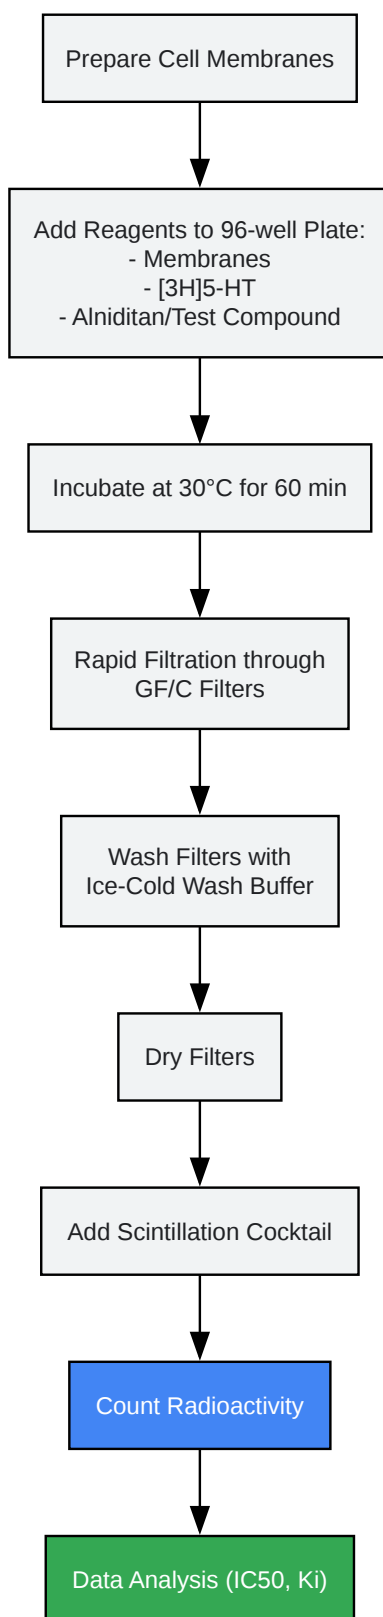 Prepare Cell Membranes
Add Reagents to 96-well Plate:
- Membranes
- [3H]5-HT
- Alniditan/Test Compound
Incubate at 30°C for 60 min
Rapid Filtration through
GF/C Filters
Wash Filters with
Ice-Cold Wash Buffer
Dry Filters
Add Scintillation Cocktail
Count Radioactivity
Data Analysis (IC50, Ki)